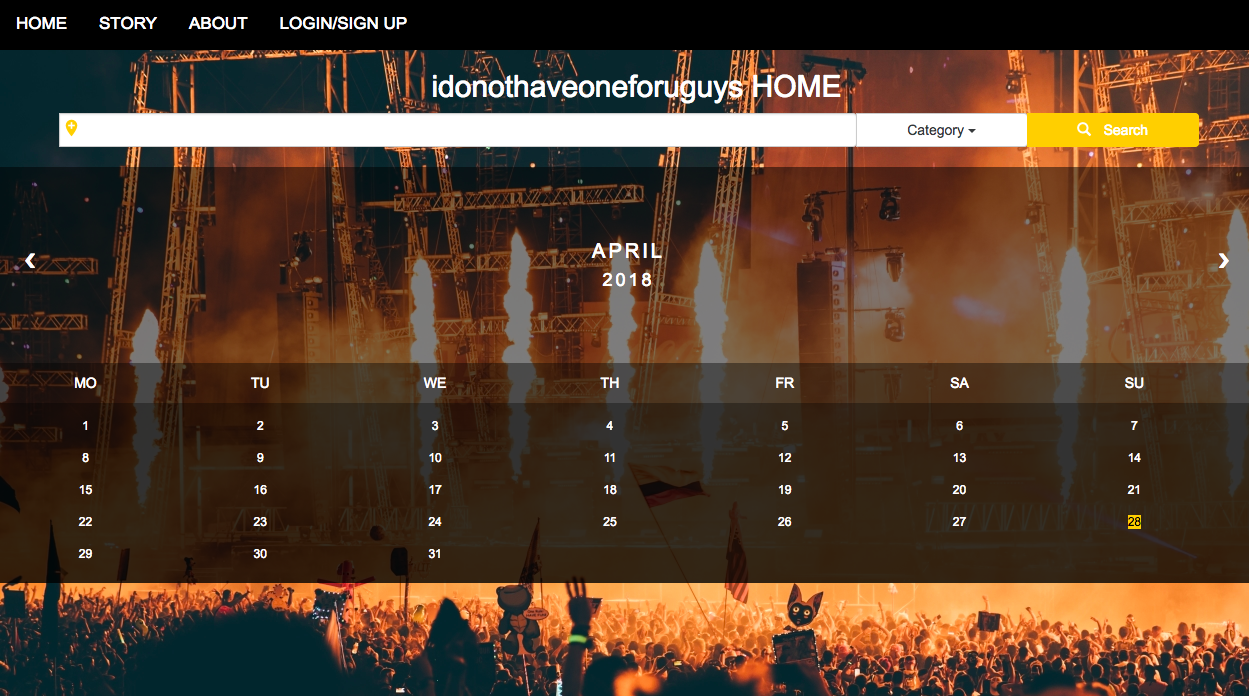 HOME STORY ABOUT LOGIN/SIGN UP
idonothaveoneforuguys HOME
Category Search
APRIL
2018
MO TU WE TH FR SA SU
1 2 3 4 5 6 7
8 9 10 11 12 13 14
15 16 17 18 19 20 21
22 23 24 25 26 27 28
29 30 31